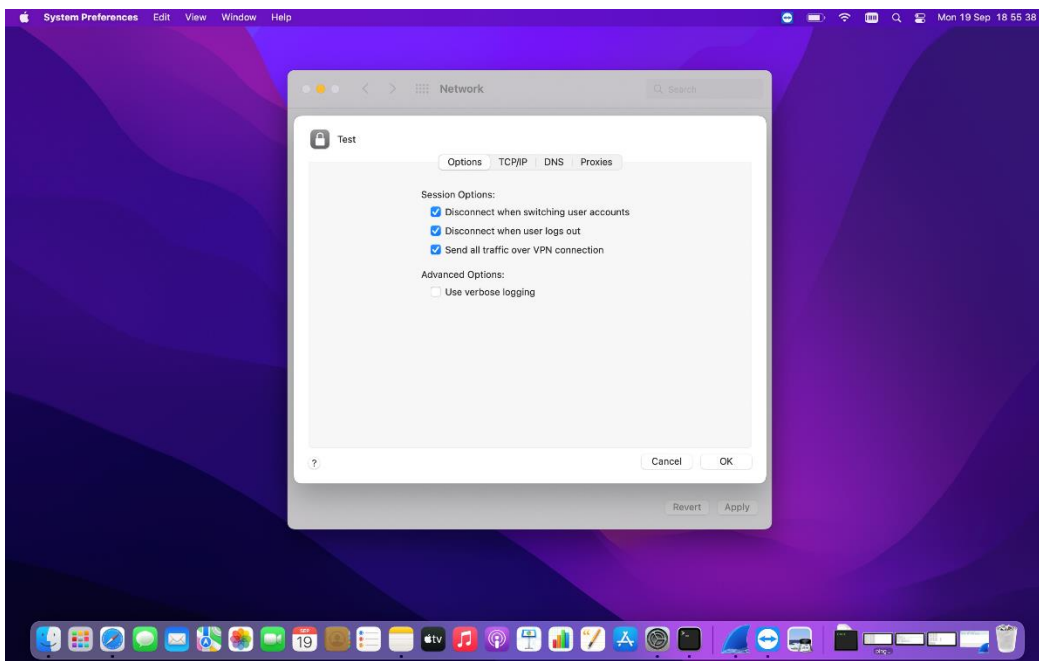 System Preferences Edit View Window Help Mon 19 Sep 18 55 38
Network
Search
Test
Options TCP/IP DNS Proxies
Session Options:
Disconnect when switching user accounts
Disconnect when user logs out
Send all traffic over VPN connection
Advanced Options:
Use verbose logging
?
Cancel OK
Revert Apply
SEP
19
tv